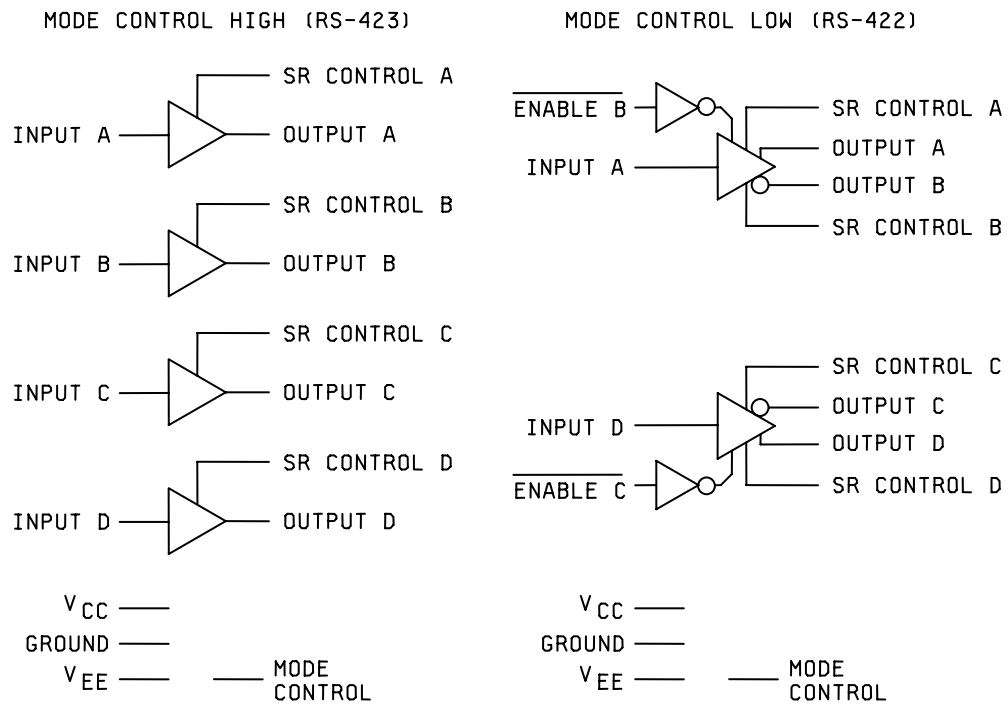 MODE CONTROL HIGH (RS-423)
SR CONTROL A
INPUT A
OUTPUT A
SR CONTROL B
INPUT B
OUTPUT B
SR CONTROL C
INPUT C
OUTPUT C
SR CONTROL D
INPUT D
OUTPUT D
VCC
GROUND
VEE
MODE
CONTROL
MODE CONTROL LOW (RS-422)
ENABLE B
SR CONTROL A
OUTPUT A
INPUT A
OUTPUT B
SR CONTROL B
SR CONTROL C
OUTPUT C
INPUT D
OUTPUT D
ENABLE C
SR CONTROL D
VCC
GROUND
VEE
MODE
CONTROL